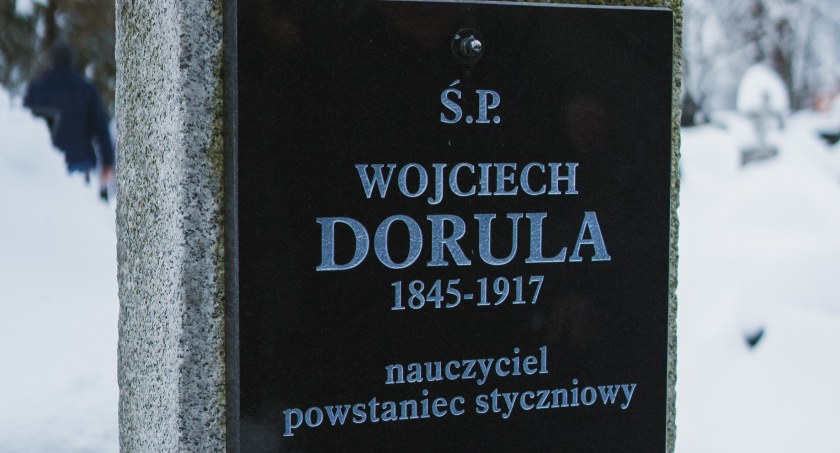 Ś.P.
WOJCIECH
DORULA
1845-1917
nauczyciel
powstaniec styczniowy